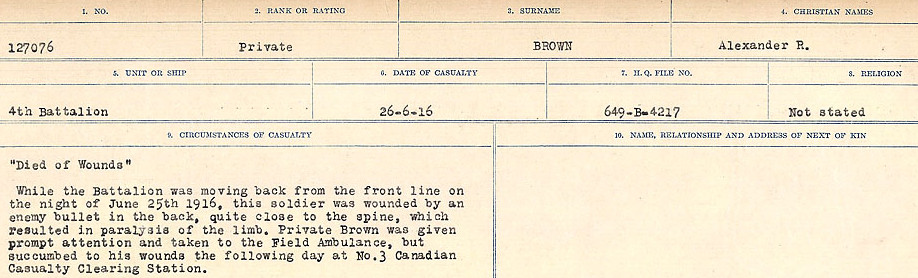 1. NO. 2. RANK OR RATING 3. SURNAME 4. CHRISTIAN NAMES
127076 Private BROWN Alexander R.
5. UNIT OR SHIP 6. DATE OF CASUALTY 7. H.Q. FILE NO. 8. RELIGION
4th Battalion 26-6-16 649-B-4217 Not stated
9. CIRCUMSTANCES OF CASUALTY 10. NAME, RELATIONSHIP AND ADDRESS OF NEXT OF KIN
"Died of Wounds"
While the Battalion was moving back from the front line on
the night of June 25th 1916, this soldier was wounded by an
enemy bullet in the back, quite close to the spine, which
resulted in paralysis of the limb. Private Brown was given
prompt attention and taken to the Field Ambulance, but
succumbed to his wounds the following day at No.3 Canadian
Casualty Clearing Station.